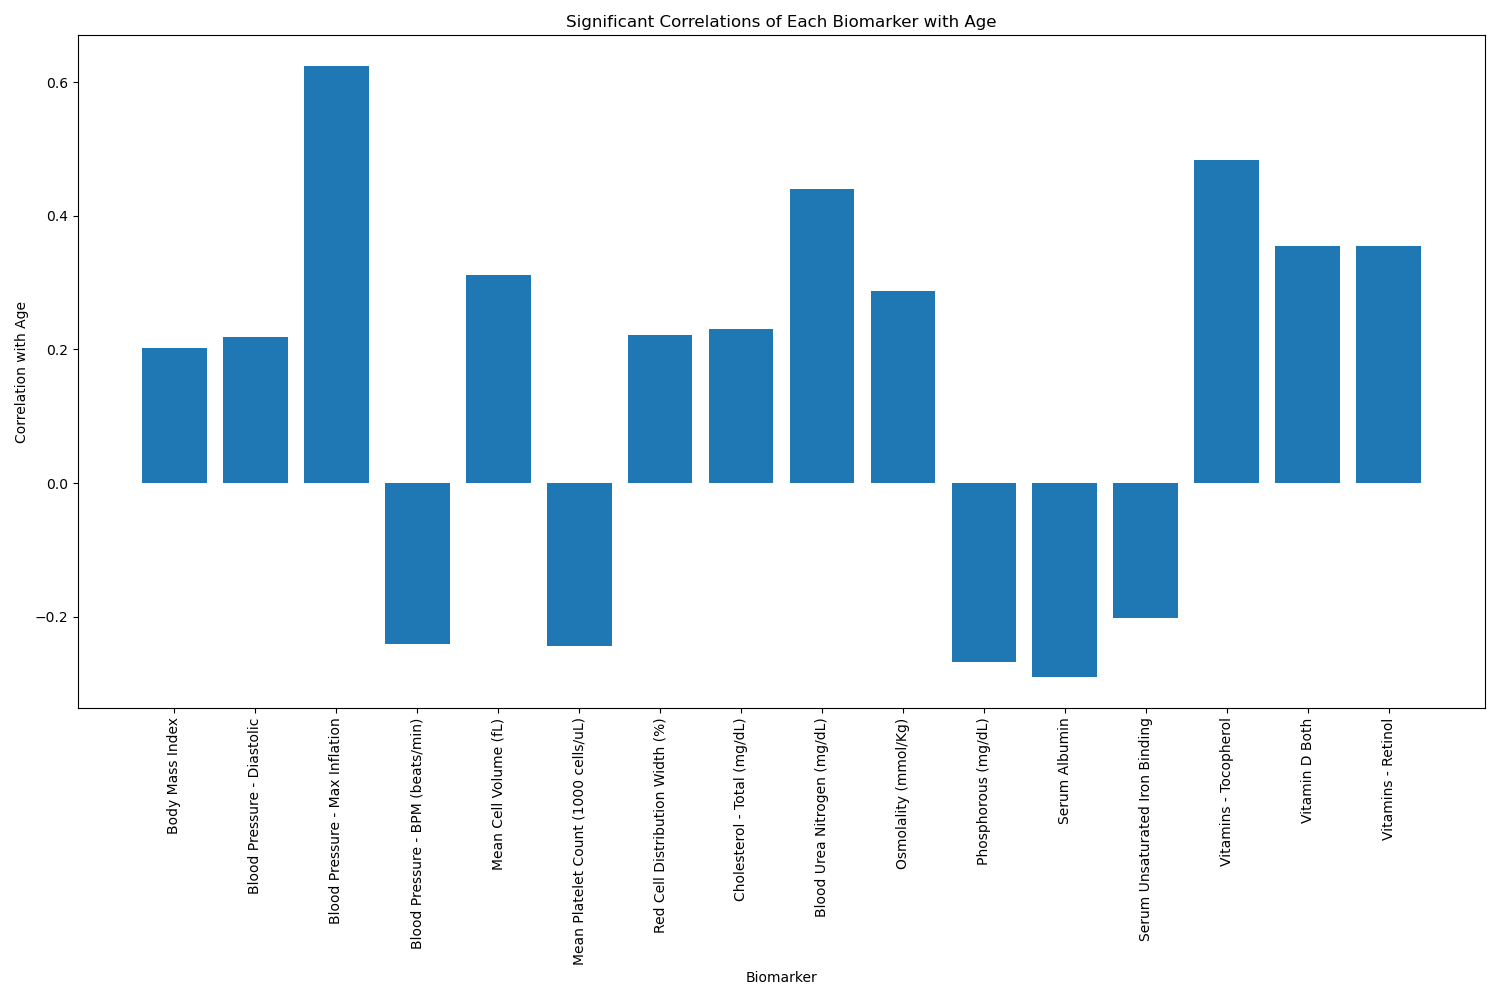 Significant Correlations of Each Biomarker with Age
Correlation with Age
0.6
0.4
0.2
0.0
−0.2
Body Mass Index
Blood Pressure - Diastolic
Blood Pressure - Max Inflation
Blood Pressure - BPM (beats/min)
Mean Cell Volume (fL)
Mean Platelet Count (1000 cells/uL)
Red Cell Distribution Width (%)
Cholesterol - Total (mg/dL)
Blood Urea Nitrogen (mg/dL)
Osmolality (mmol/Kg)
Phosphorous (mg/dL)
Serum Albumin
Serum Unsaturated Iron Binding
Vitamins - Tocopherol
Vitamin D Both
Vitamins - Retinol
Biomarker